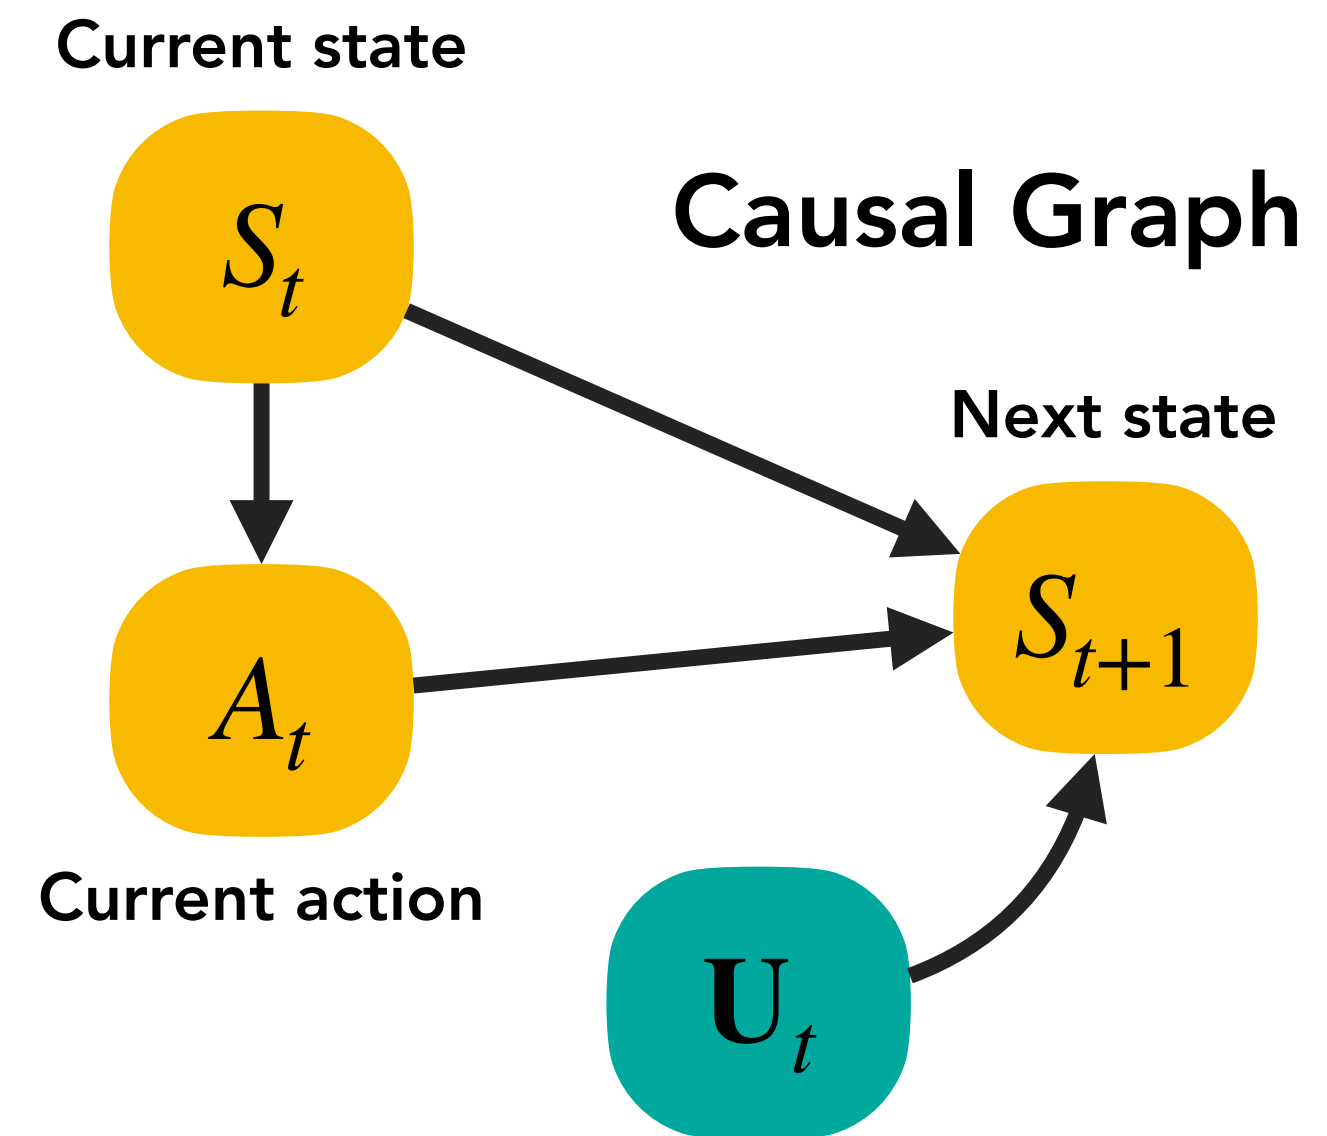 Current state
S_t
Causal Graph
Next state
S_{t+1}
A_t
Current action
U_t